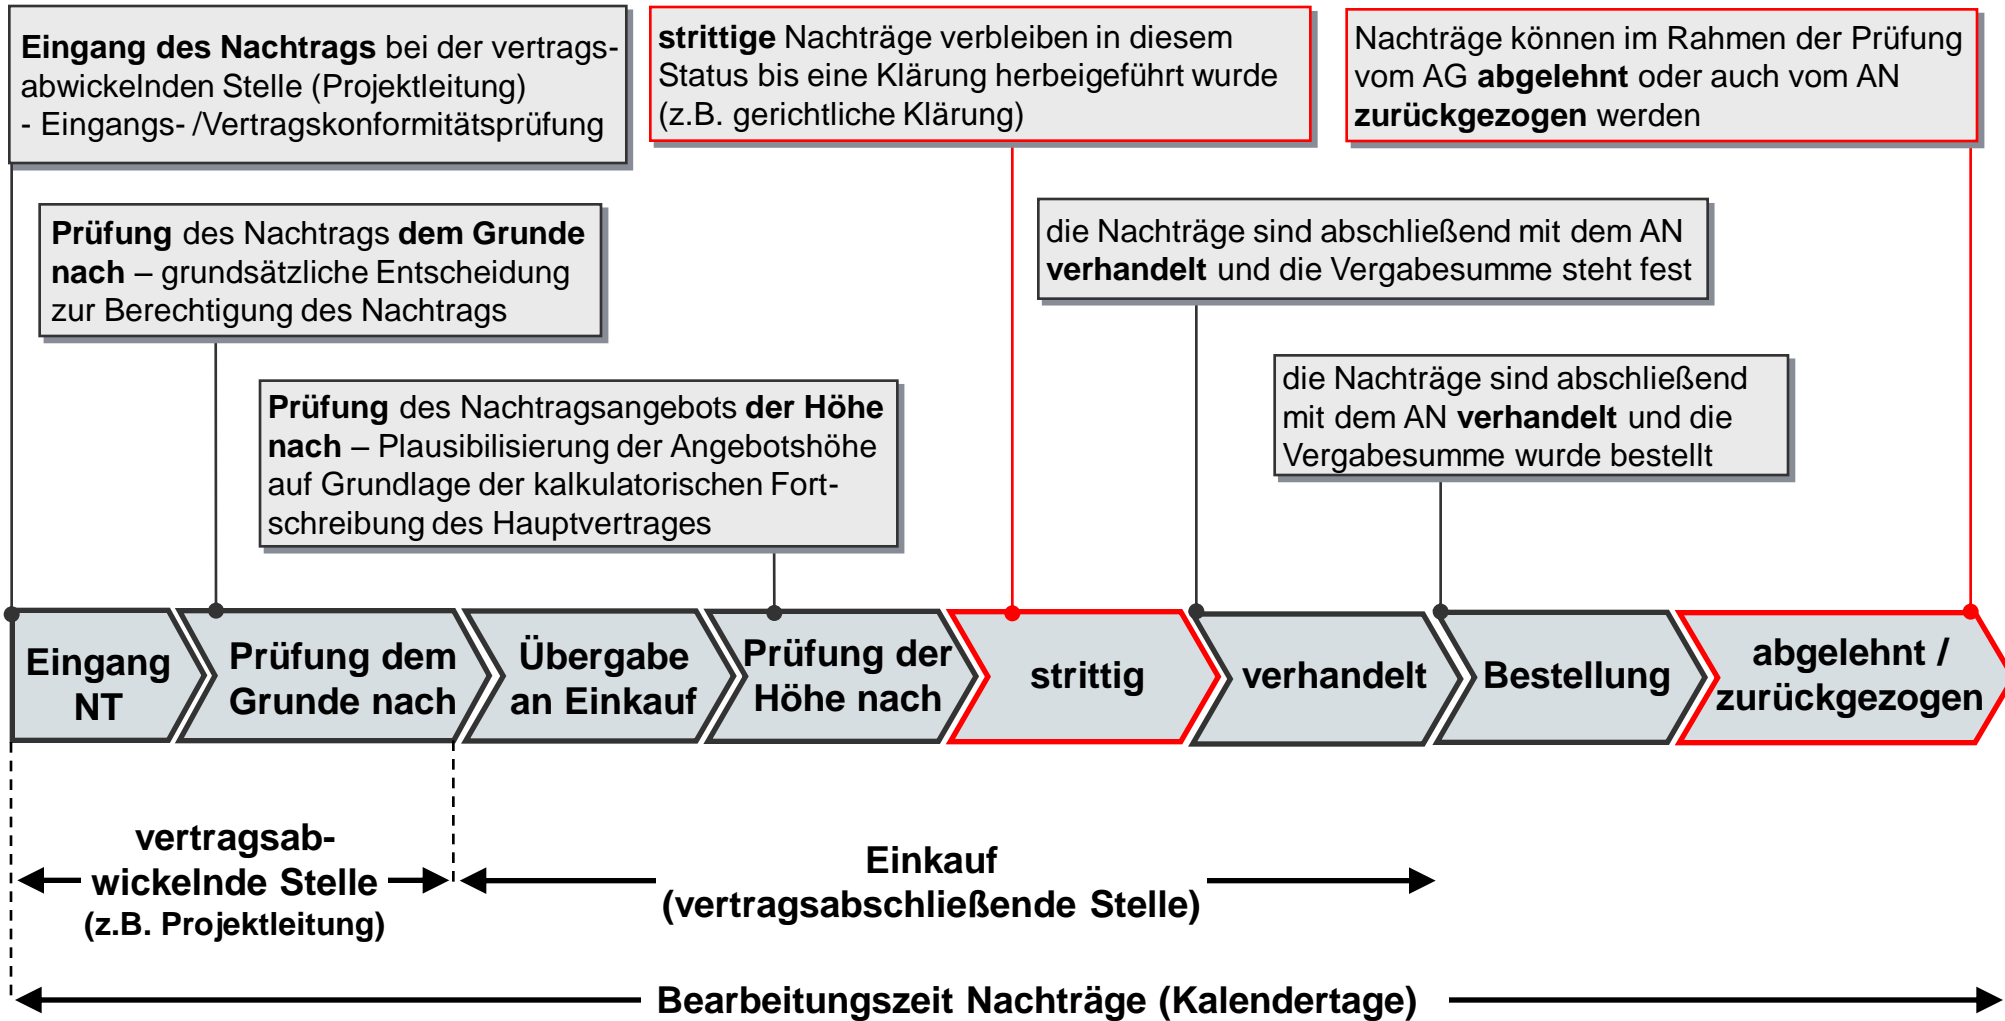 Eingang des Nachtrags bei der vertrags-
abwickelnden Stelle (Projektleitung)
- Eingangs- /Vertragskonformitätsprüfung
strittige Nachträge verbleiben in diesem
Status bis eine Klärung herbeigeführt wurde
(z.B. gerichtliche Klärung)
Nachträge können im Rahmen der Prüfung
vom AG abgelehnt oder auch vom AN
zurückgezogen werden
Prüfung des Nachtrags dem Grunde
nach – grundsätzliche Entscheidung
zur Berechtigung des Nachtrags
die Nachträge sind abschließend mit dem AN
verhandelt und die Vergabesumme steht fest
Prüfung des Nachtragsangebots der Höhe
nach – Plausibilisierung der Angebotshöhe
auf Grundlage der kalkulatorischen Fort-
schreibung des Hauptvertrages
die Nachträge sind abschließend
mit dem AN verhandelt und die
Vergabesumme wurde bestellt
Eingang
NT
Prüfung dem
Grunde nach
Übergabe
an Einkauf
Prüfung der
Höhe nach
strittig
verhandelt
Bestellung
abgelehnt /
zurückgezogen
vertragsab-
wickelnde Stelle
(z.B. Projektleitung)
Einkauf
(vertragsabschließende Stelle)
Bearbeitungszeit Nachträge (Kalendertage)